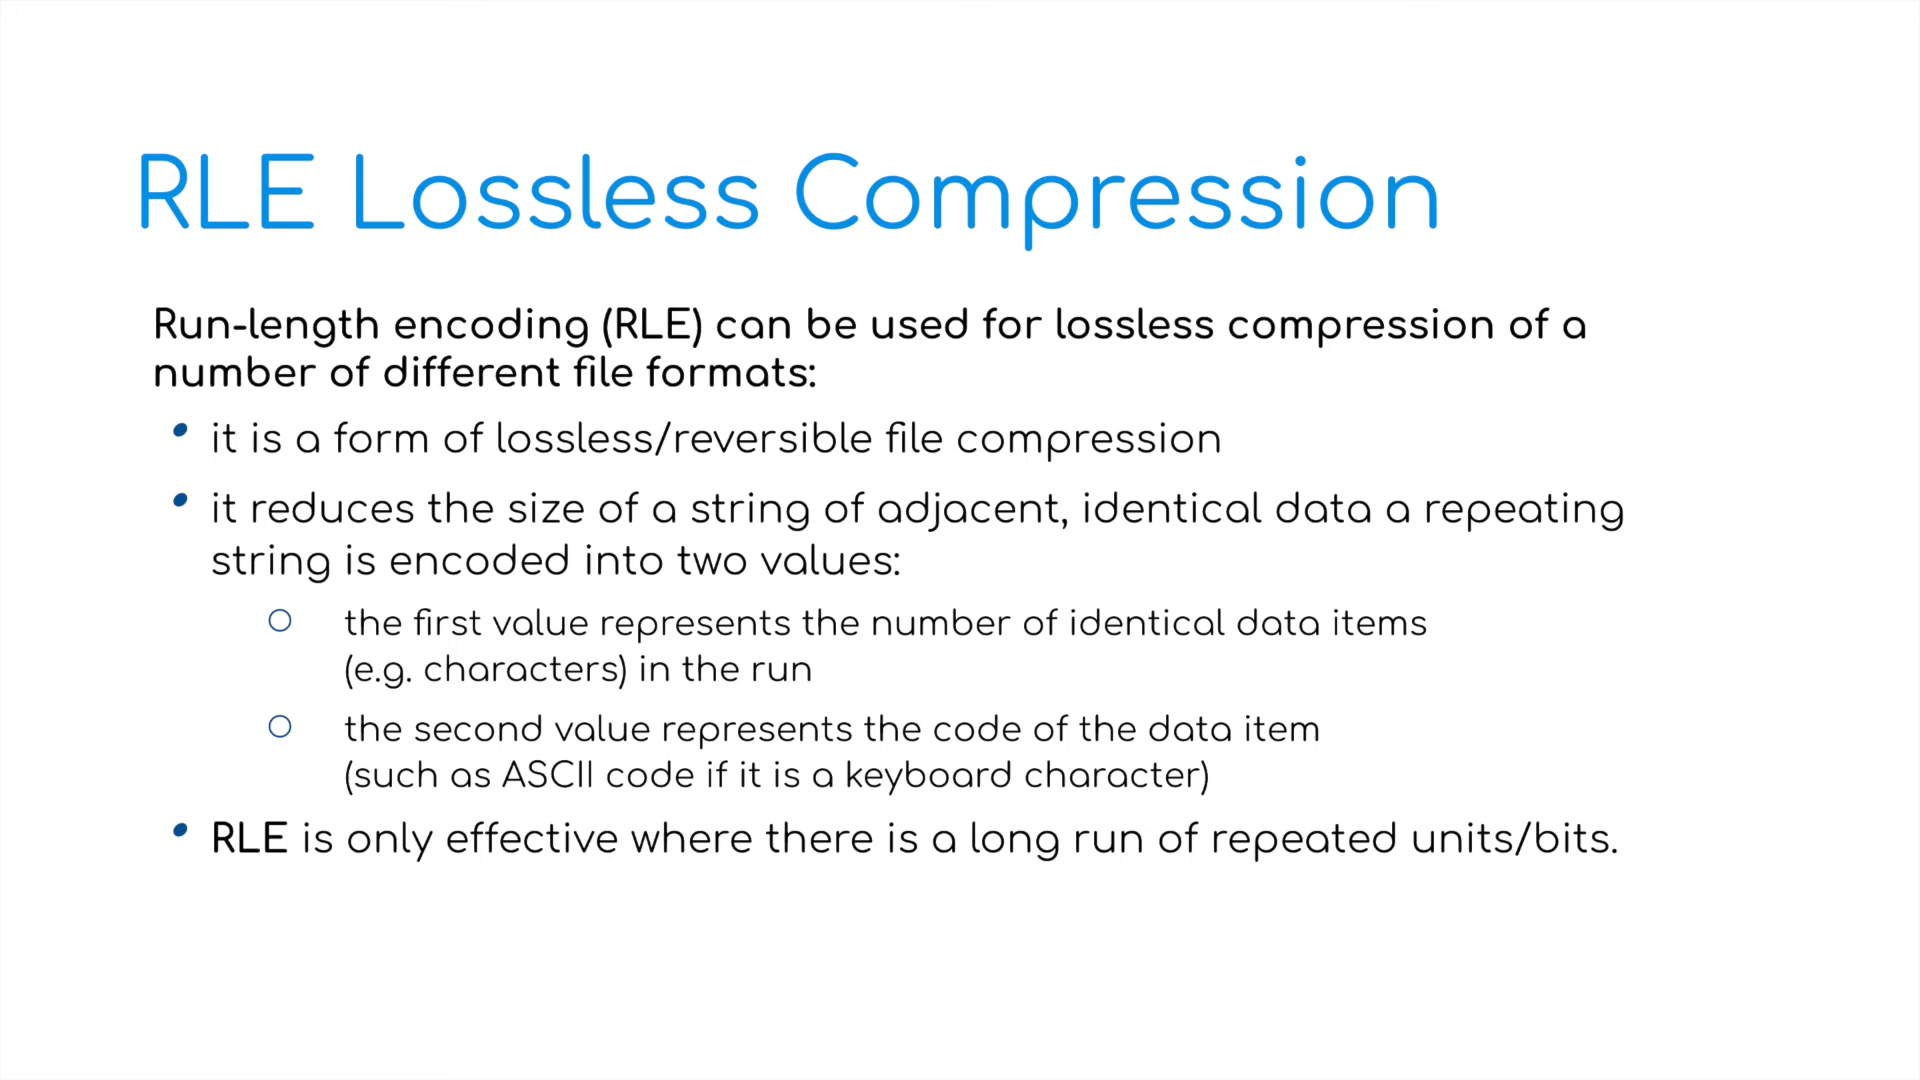 RLE Lossless Compression
Run-length encoding (RLE) can be used for lossless compression of a
number of different file formats:
• it is a form of lossless/reversible file compression
• it reduces the size of a string of adjacent, identical data a repeating
string is encoded into two values:
○ the first value represents the number of identical data items
(e.g. characters) in the run
○ the second value represents the code of the data item
(such as ASCII code if it is a keyboard character)
• RLE is only effective where there is a long run of repeated units/bits.